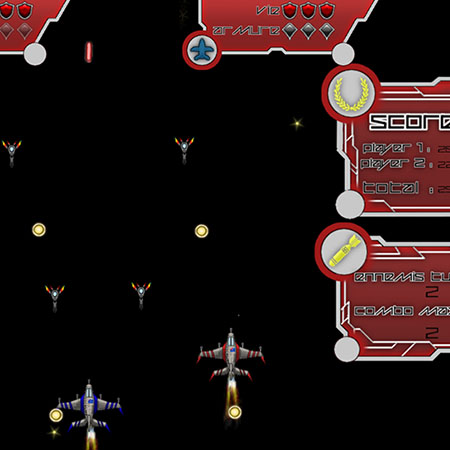 VIE
ARMURE
SCORE
PLAYER 1 :
PLAYER 2 :
TOTAL :
ENNEMIS TU
2
COMBO MAX
2